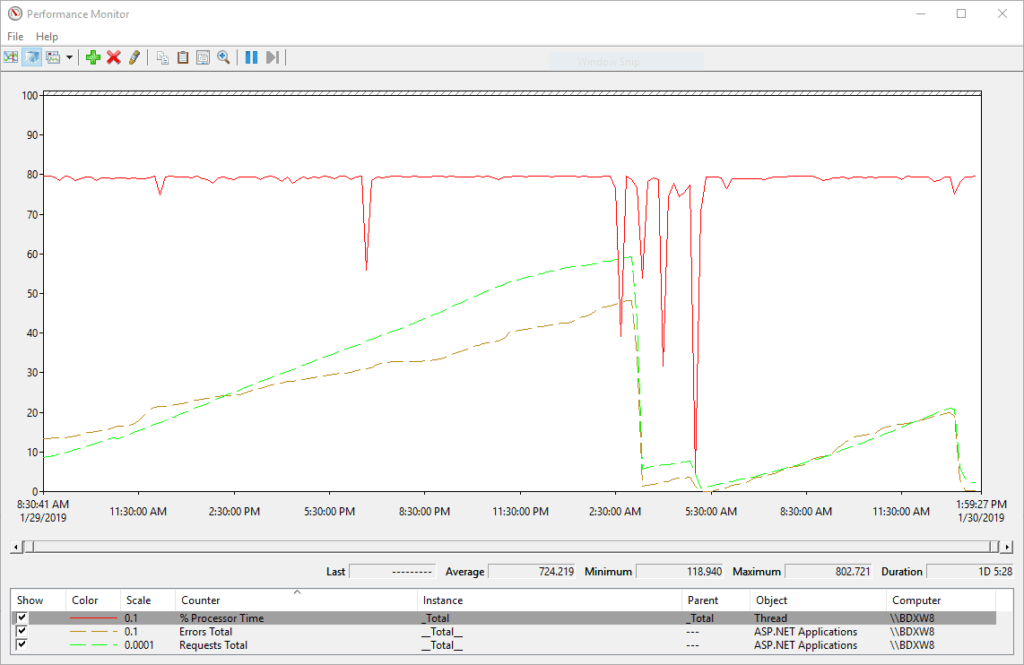 Performance Monitor
File Help
Window Snip
100
90
80
70
60
50
40
30
20
10
0
8:30:41 AM 11:30:00 AM 2:30:00 PM 5:30:00 PM 8:30:00 PM 11:30:00 PM 2:30:00 AM 5:30:00 AM 8:30:00 AM 11:30:00 AM 1:59:27 PM
1/29/2019 1/30/2019
Last ---------- Average 724.219 Minimum 118.940 Maximum 802.721 Duration 1D 5:28
Show Color Scale Counter Instance Parent Object Computer
0.1 % Processor Time _Total _Total Thread \\BDXW8
0.1 Errors Total __Total__ --- ASP.NET Applications \\BDXW8
0.0001 Requests Total __Total__ --- ASP.NET Applications \\BDXW8